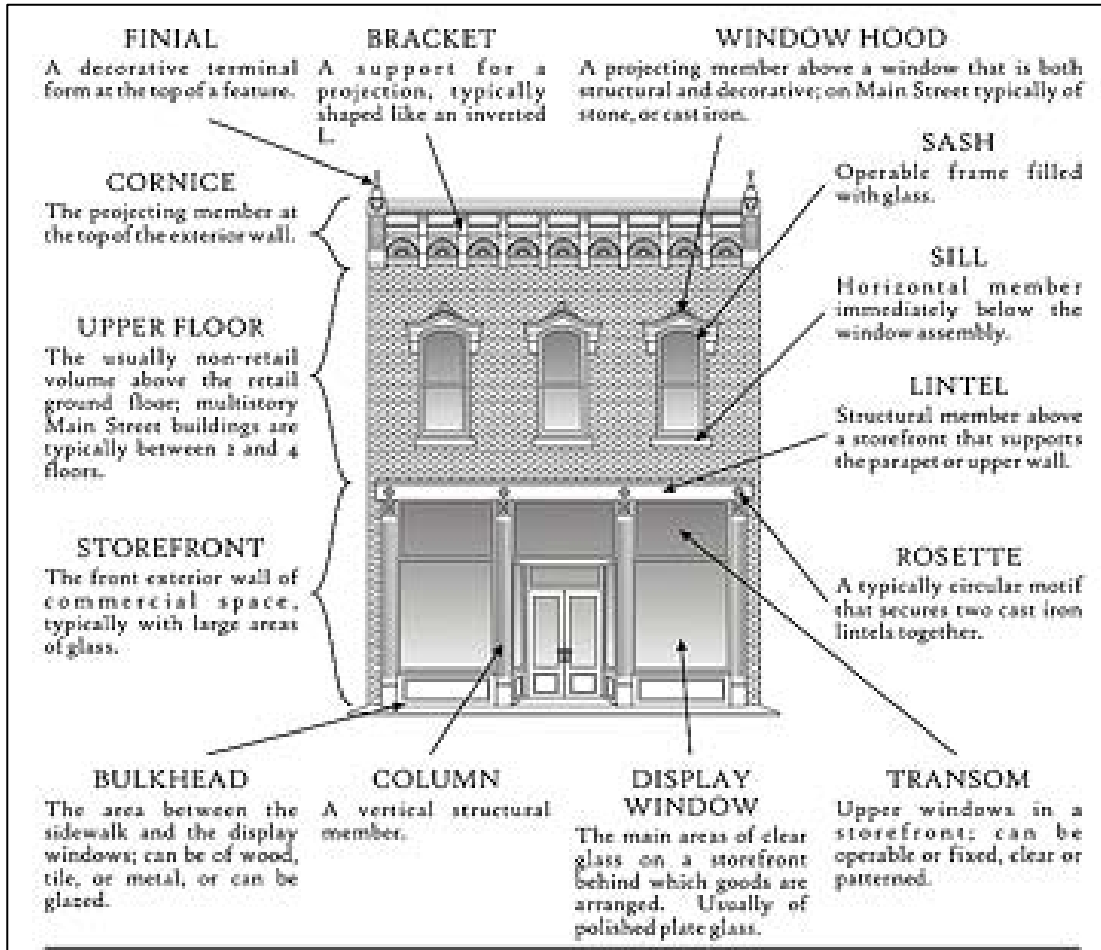 FINIAL
A decorative terminal
form at the top of a feature.
BRACKET
A support for a
projection, typically
shaped like an inverted
L.
WINDOW HOOD
A projecting member above a window that is both
structural and decorative; on Main Street typically of
stone, or cast iron.
SASH
Operable frame filled
with glass.
CORNICE
The projecting member at
the top of the exterior wall.
SILL
Horizontal member
immediately below the
window assembly.
UPPER FLOOR
The usually non-retail
volume above the retail
ground floor; multistory
Main Street buildings are
typically between 2 and 4
floors.
LINTEL
Structural member above
a storefront that supports
the parapet or upper wall.
STOREFRONT
The front exterior wall of
commercial space,
typically with large areas
of glass.
ROSETTE
A typically circular motif
that secures two cast iron
lintels together.
BULKHEAD
The area between the
sidewalk and the display
windows; can be of wood,
tile, or metal, or can be
glazed.
COLUMN
A vertical structural
member.
DISPLAY
WINDOW
The main areas of clear
glass on a storefront
behind which goods are
arranged. Usually of
polished plate glass.
TRANSOM
Upper windows in a
storefront; can be
operable or fixed, clear or
patterned.